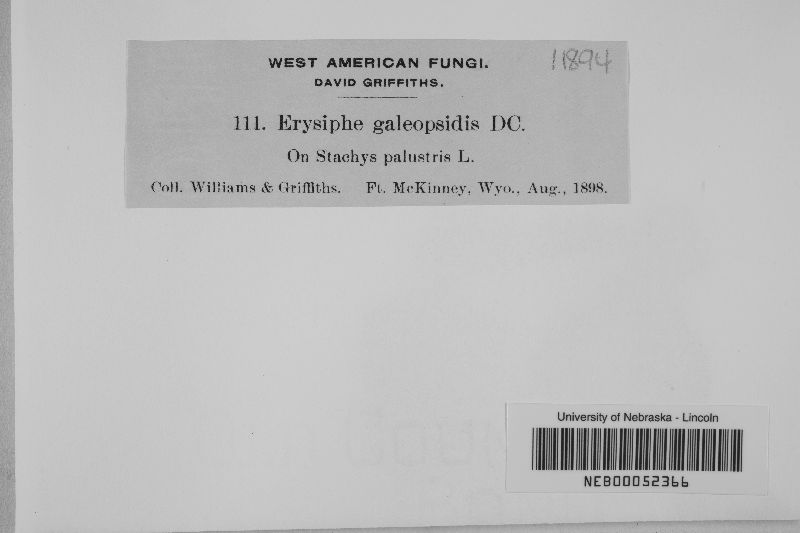 WEST AMERICAN FUNGI.
11894
DAVID GRIFFITHS.
111. Erysiphe galeopsidis DC.
On Stachys palustris L.
Coll. Williams & Griffiths. Ft. McKinney, Wyo., Aug., 1898.
University of Nebraska - Lincoln
NEB00052366